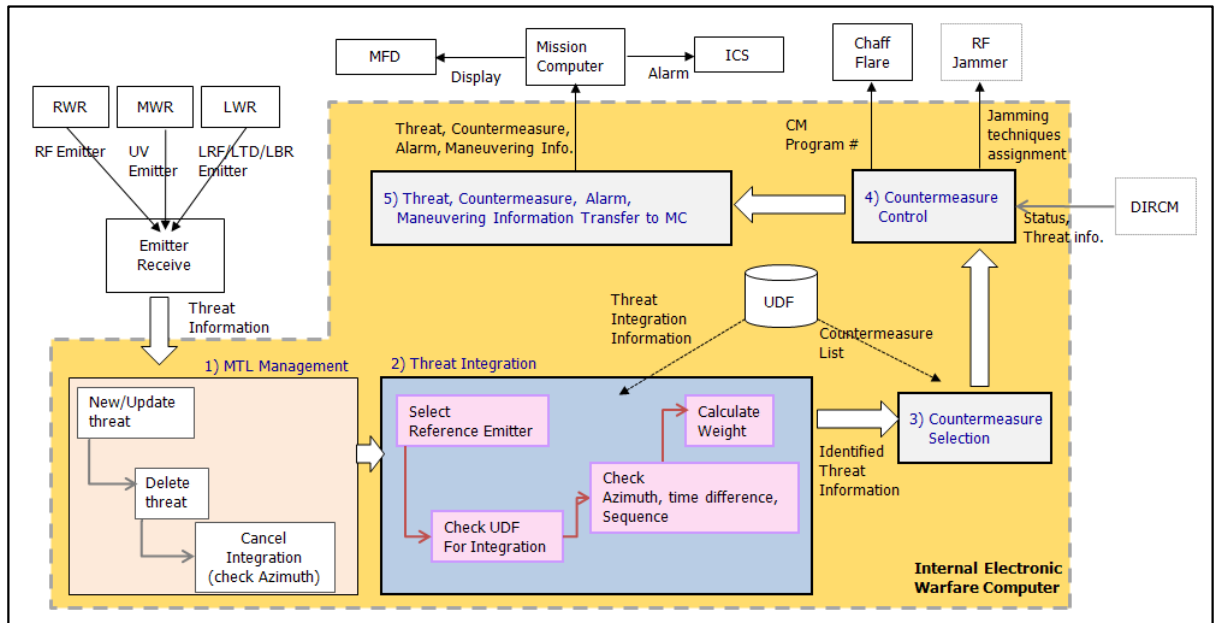 MFD
Mission
Computer
ICS
Chaff
Flare
RF
Jammer
Display
Alarm
RWR
MWR
LWR
RF Emitter
UV
Emitter
LRF/LTD/LBR
Emitter
Threat, Countermeasure,
Alarm, Maneuvering Info.
CM
Program #
Jamming
techniques
assignment
5) Threat, Countermeasure, Alarm,
Maneuvering Information Transfer to MC
4) Countermeasure
Control
Status,
Threat info.
DIRCM
Emitter
Receive
Threat
Information
Threat
Integration
Information
UDF
Countermeasure
List
1) MTL Management
2) Threat Integration
New/Update
threat
Delete
threat
Cancel
Integration
(check Azimuth)
Select
Reference Emitter
Calculate
Weight
Check UDF
For Integration
Check
Azimuth, time difference,
Sequence
3) Countermeasure
Selection
Identified
Threat
Information
Internal Electronic
Warfare Computer